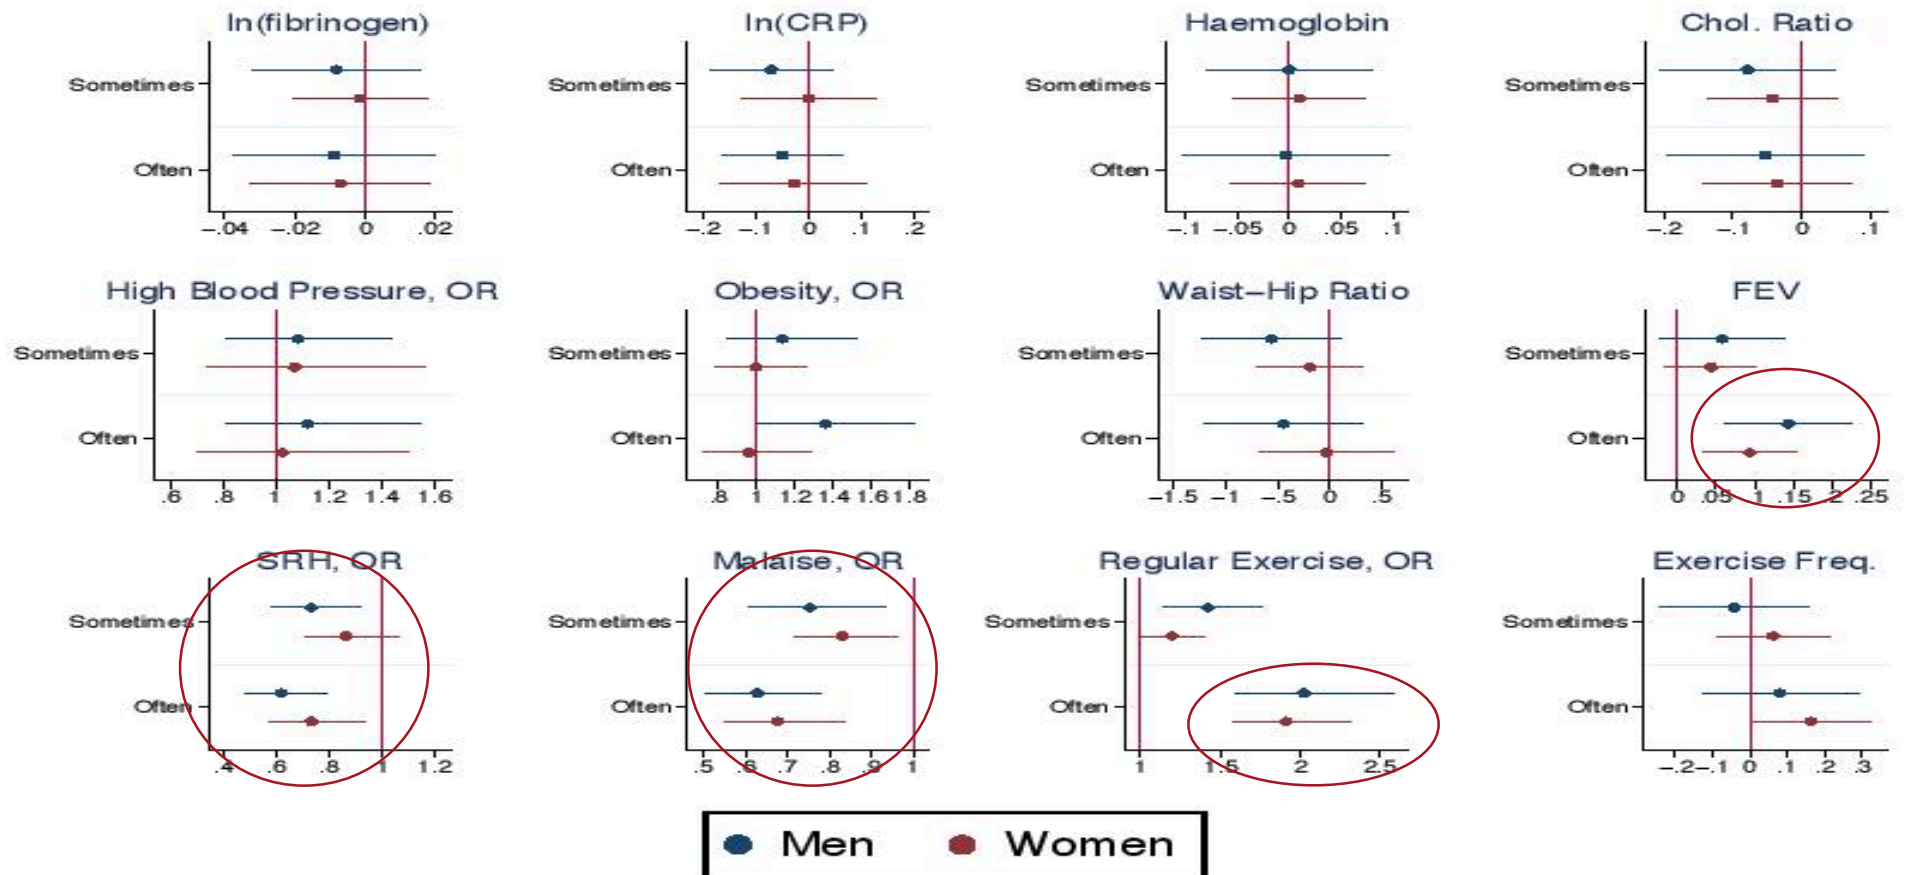 ln(fibrinogen)
Sometimes
Often
−.04 −.02 0 .02
ln(CRP)
Sometimes
Often
−.2 −.1 0 .1 .2
Haemoglobin
Sometimes
Often
−.1 −.05 0 .05 .1
Chol. Ratio
Sometimes
Often
−.2 −.1 0 .1
High Blood Pressure, OR
Sometimes
Often
.6 .8 1 1.2 1.4 1.6
Obesity, OR
Sometimes
Often
.8 1 1.2 1.4 1.6 1.8
Waist−Hip Ratio
Sometimes
Often
−1.5 −1 −.5 0 .5
FEV
Sometimes
Often
0 .05 .1 .15 .2 .25
SRH, OR
Sometimes
Often
.4 .6 .8 1 1.2
Malaise, OR
Sometimes
Often
.5 .6 .7 .8 .9 1
Regular Exercise, OR
Sometimes
Often
1 1.5 2 2.5
Exercise Freq.
Sometimes
Often
−.2 −.1 0 .1 .2 .3
Men Women